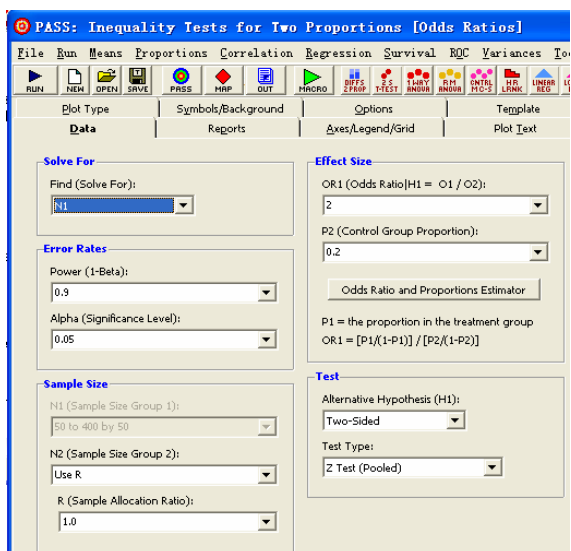 PASS: Inequality Tests for Two Proportions [Odds Ratios]
File Run Means Proportions Correlation Regression Survival ROC Variances
RUN NEW OPEN SAVE PASS MAP OUT MACRO DIFFS 2 PROP 2 S T-TEST 1 WAY ANOVA R M ANOVA CNTRL M C-S HR LRNK LINEAR REG
Plot Type Symbols/Background Options Template
Data Reports Axes/Legend/Grid Plot Text
Solve For
Find (Solve For):
N1
Error Rates
Power (1-Beta):
0.9
Alpha (Significance Level):
0.05
Sample Size
N1 (Sample Size Group 1):
50 to 400 by 50
N2 (Sample Size Group 2):
Use R
R (Sample Allocation Ratio):
1.0
Effect Size
OR1 (Odds Ratio|H1 = O1 / O2):
2
P2 (Control Group Proportion):
0.2
Odds Ratio and Proportions Estimator
P1 = the proportion in the treatment group
OR1 = [P1/(1-P1)] / [P2/(1-P2)]
Test
Alternative Hypothesis (H1):
Two-Sided
Test Type:
Z Test (Pooled)